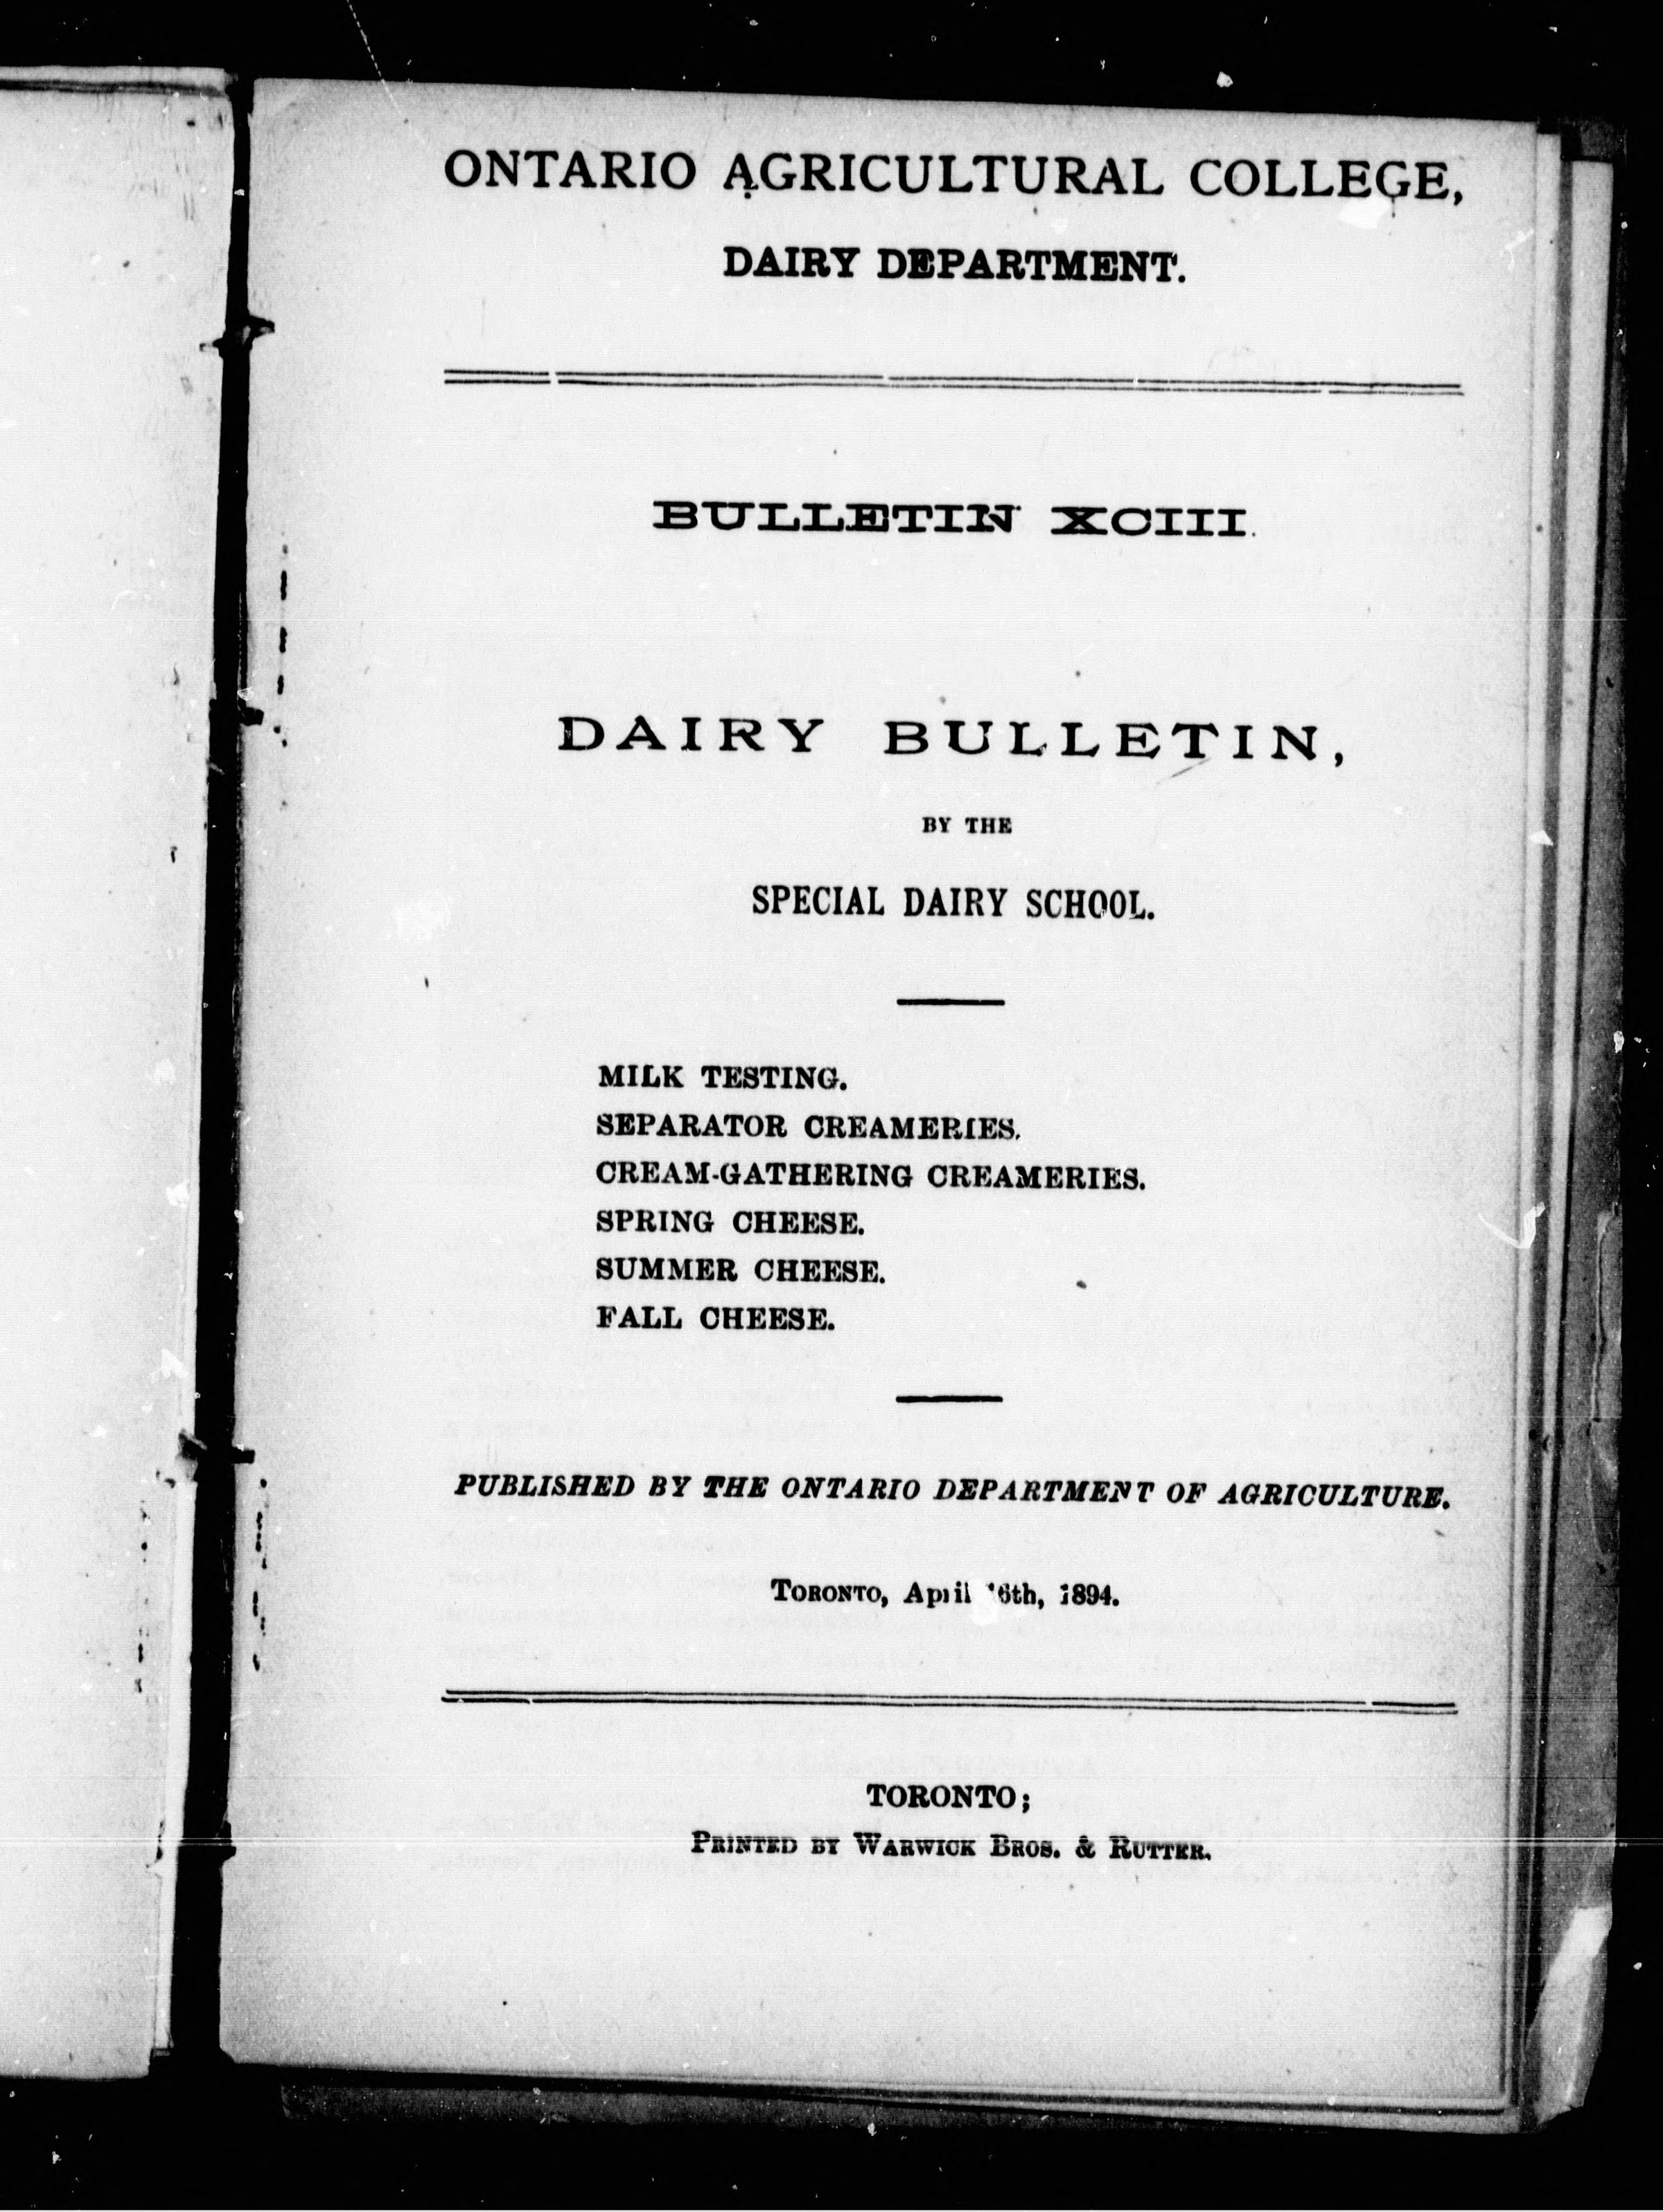 ONTARIO AGRICULTURAL COLLEGE,
DAIRY DEPARTMENT.
BULLETIN XCIII.
DAIRY BULLETIN,
BY THE
SPECIAL DAIRY SCHOOL.
MILK TESTING.
SEPARATOR CREAMERIES.
CREAM-GATHERING CREAMERIES.
SPRING CHEESE.
SUMMER CHEESE.
FALL CHEESE.
PUBLISHED BY THE ONTARIO DEPARTMENT OF AGRICULTURE.
TORONTO, April 1894.
TORONTO;
PRINTED BY WARWICK BROS. & RUTTER.